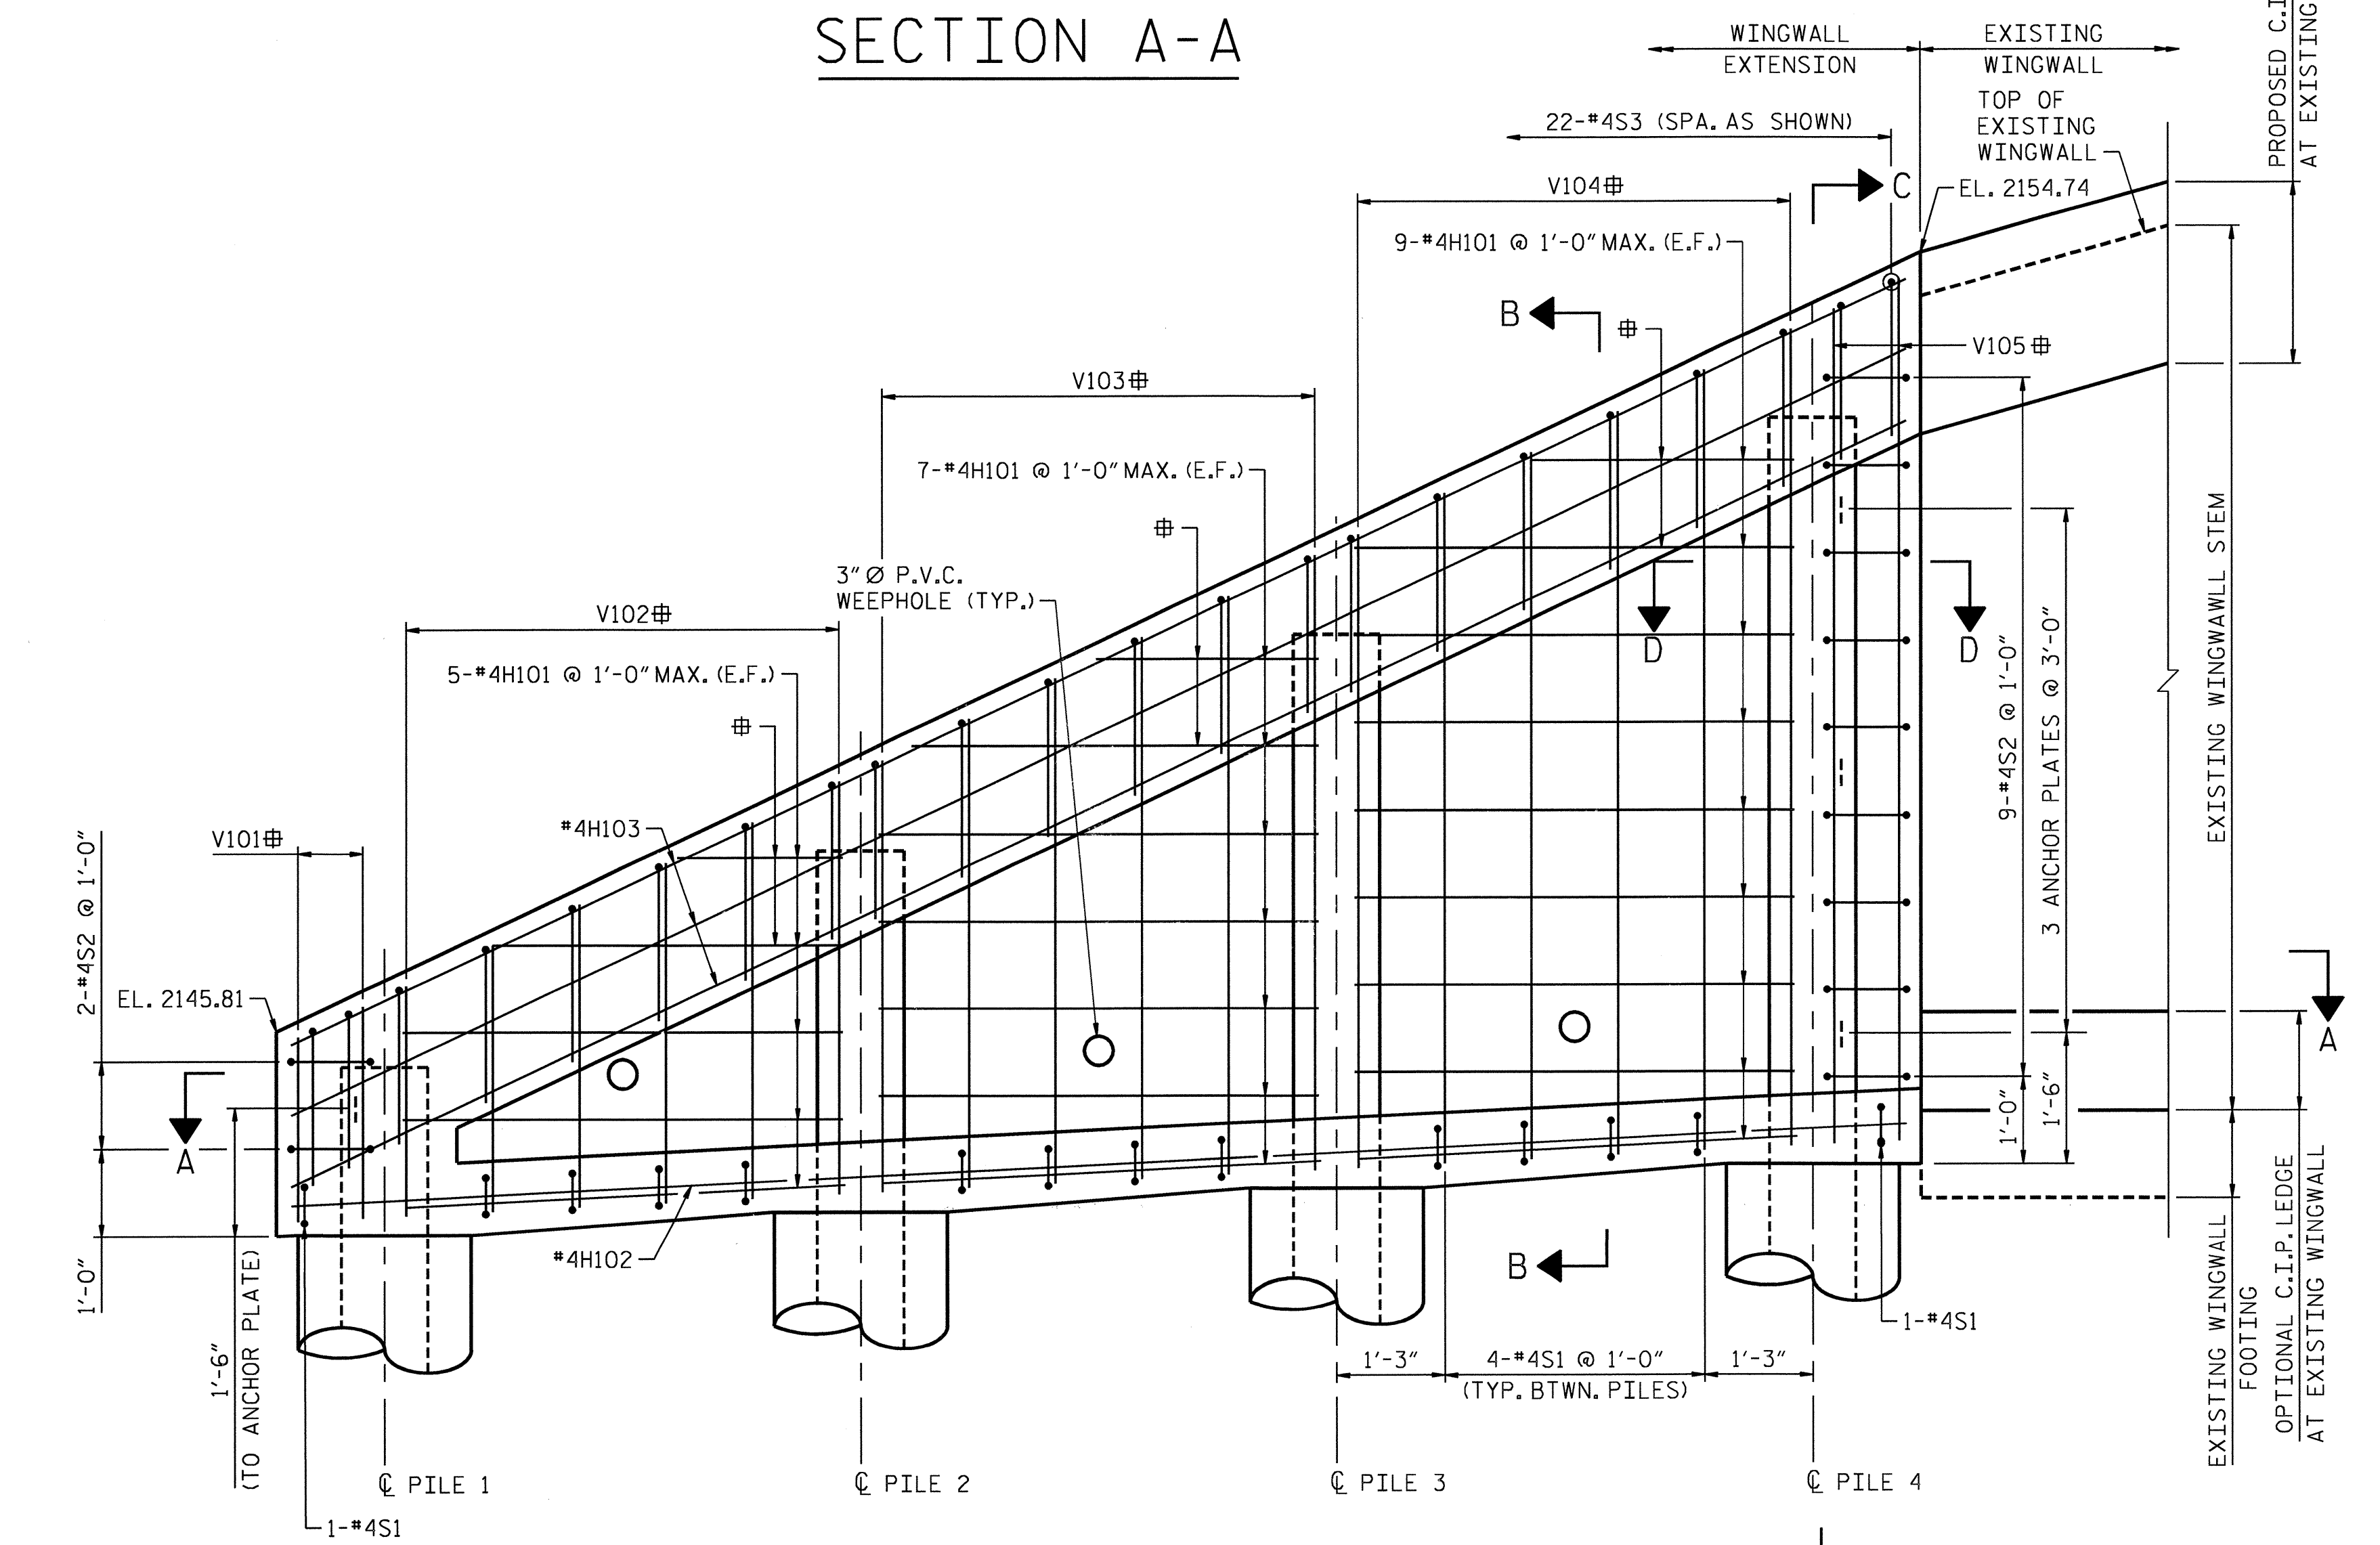 SECTION A-A
WINGWALL
EXTENSION
EXISTING
WINGWALL
TOP OF
EXISTING
WINGWALL
22-#4S3 (SPA. AS SHOWN)
PROPOSED C.I
AT EXISTING
V104⌗
C
EL. 2154.74
9-#4H101 @ 1'-0" MAX. (E.F.)
B
⌗
V105⌗
V103⌗
7-#4H101 @ 1'-0" MAX. (E.F.)
⌗
3" Ø P.V.C.
WEEPHOLE (TYP.)
V102⌗
5-#4H101 @ 1'-0" MAX. (E.F.)
⌗
D
D
9-#4S2 @ 1'-0"
3 ANCHOR PLATES @ 3'-0"
EXISTING WINGWAWLL STEM
#4H103
V101⌗
2-#4S2 @ 1'-0"
EL. 2145.81
A
A
1'-0"
1'-6"
1'-0"
1'-6"
(TO ANCHOR PLATE)
#4H102
B
1-#4S1
1'-3"
4-#4S1 @ 1'-0"
(TYP. BTWN. PILES)
1'-3"
EXISTING WINGWALL
FOOTING
OPTIONAL C.I.P. LEDGE
AT EXISTING WINGWALL
℄ PILE 1
℄ PILE 2
℄ PILE 3
℄ PILE 4
1-#4S1